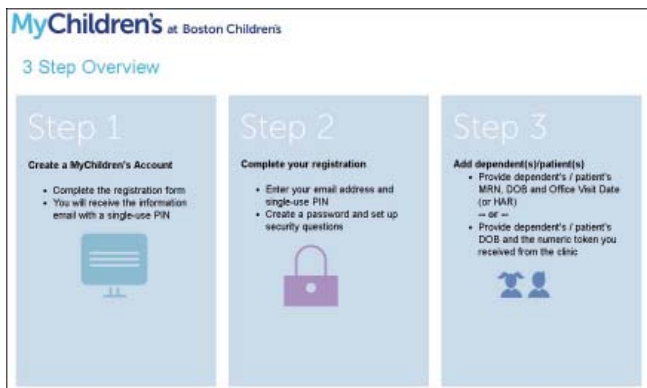 MyChildren's at Boston Children's
3 Step Overview
Step 1
Create a MyChildren's Account
• Complete the registration form
• You will receive the information
email with a single-use PIN
Step 2
Complete your registration
• Enter your email address and
single-use PIN
• Create a password and set up
security questions
Step 3
Add dependent(s)/patient(s)
• Provide dependent's / patient's
MRN, DOB and Office Visit Date
(or HAR)
-- or --
• Provide dependent's / patient's
DOB and the numeric token you
received from the clinic